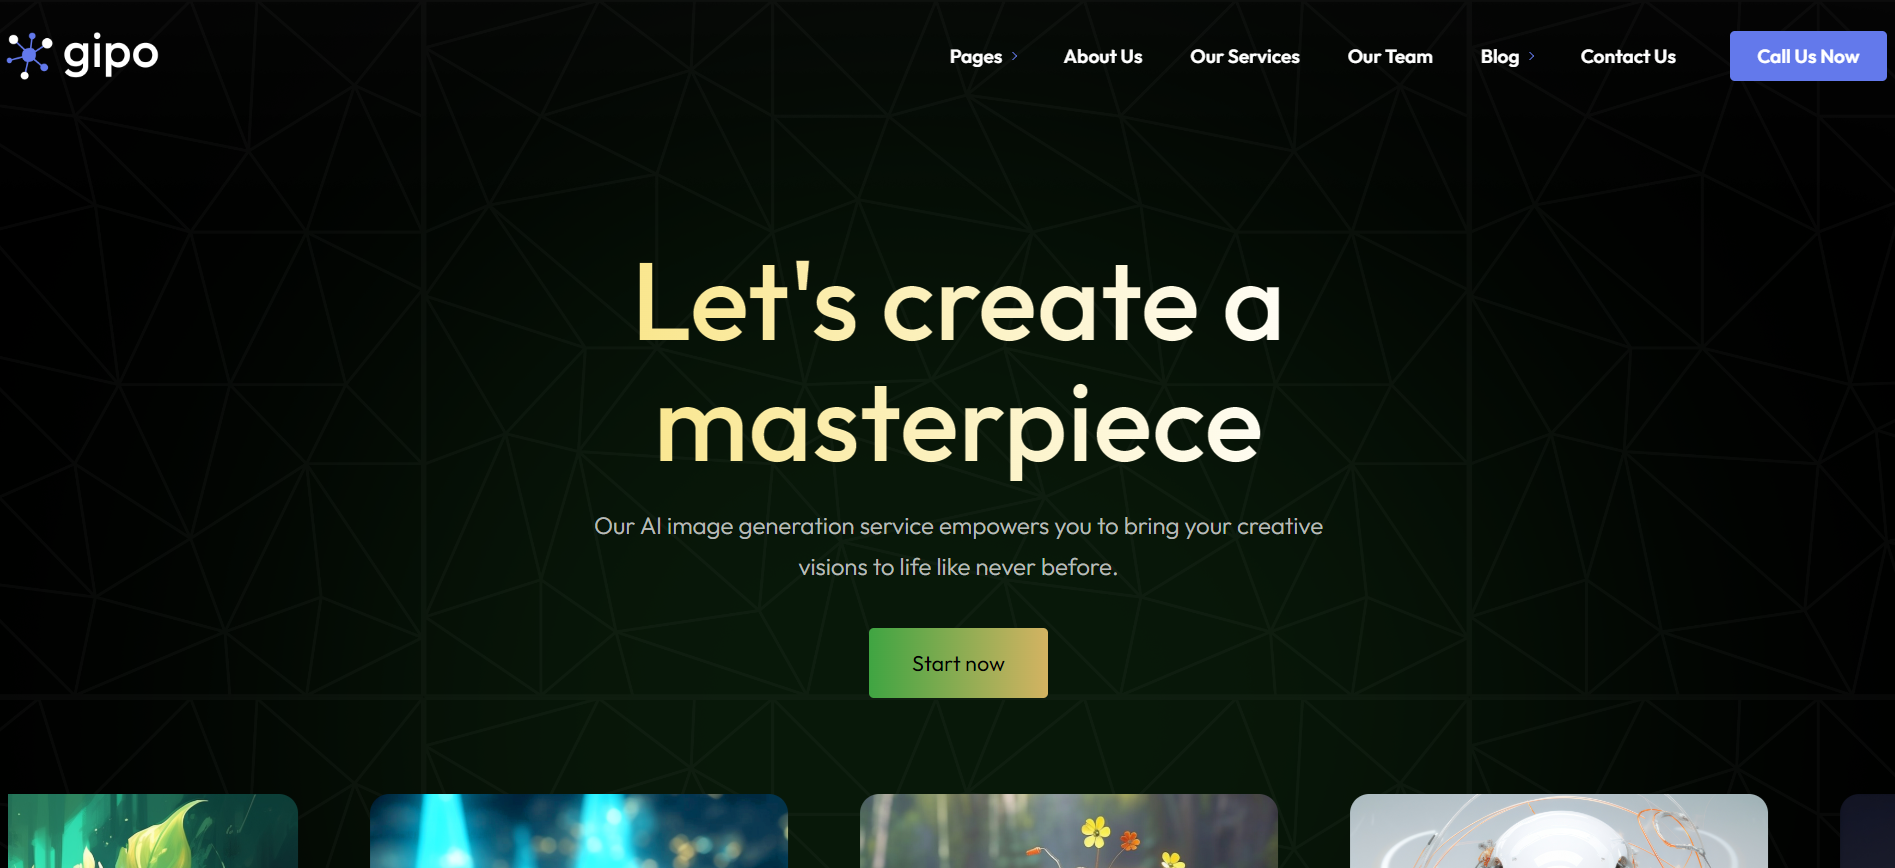 gipo
Pages About Us Our Services Our Team Blog Contact Us Call Us Now
Let's create a
masterpiece
Our AI image generation service empowers you to bring your creative
visions to life like never before.
Start now